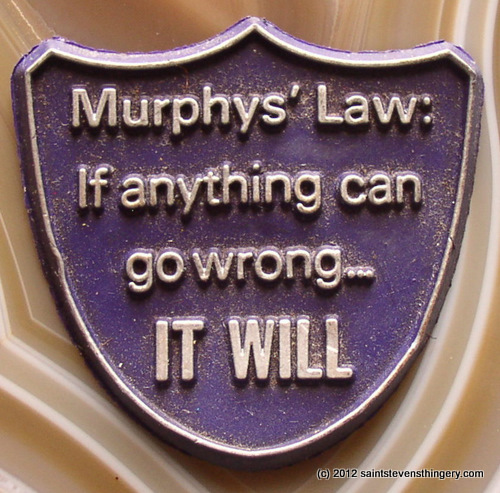 Murphys' Law:
If anything can
go wrong...
IT WILL
(c) 2012 saintstevensthingery.com